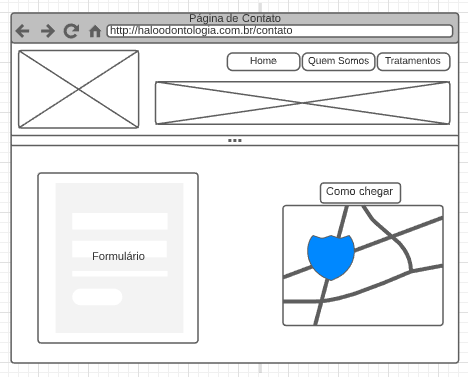 Página de Contato
http://haloodontologia.com.br/contato
Home
Quem Somos
Tratamentos
Como chegar
Formulário